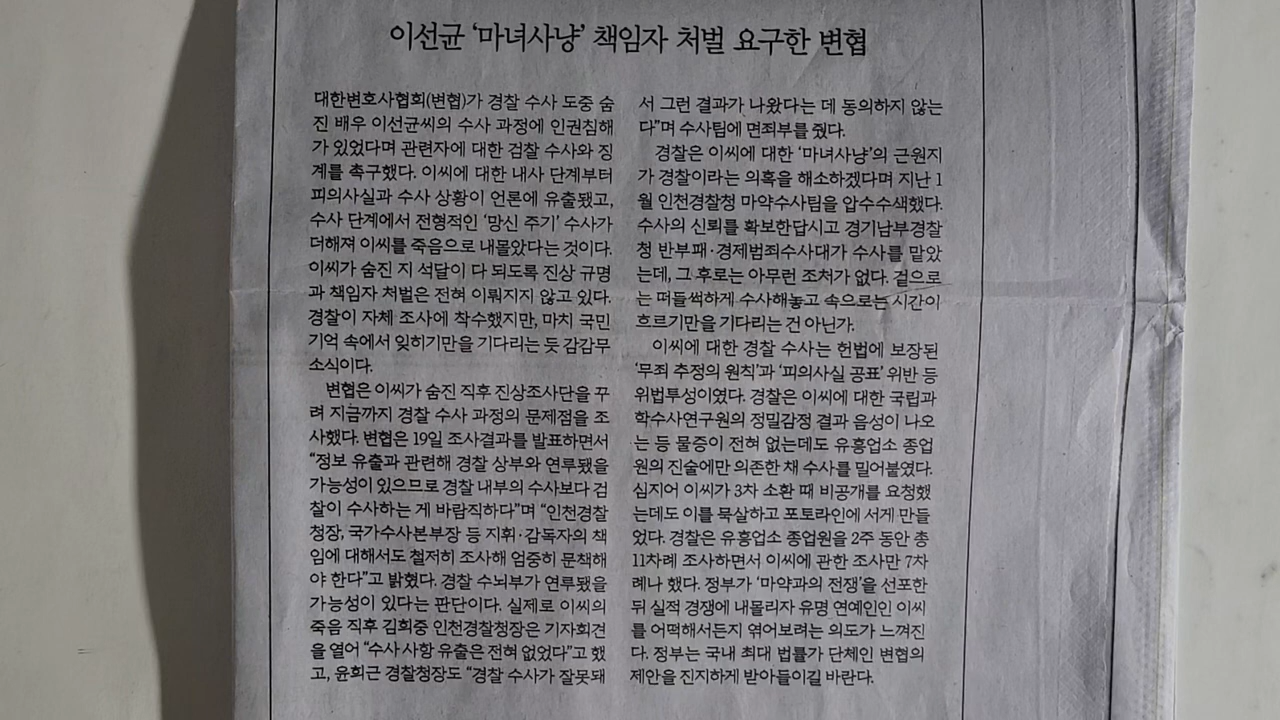 이선균 ‘마녀사냥’ 책임자 처벌 요구한 변협
대한변호사협회(변협)가 경찰 수사 도중 숨
진 배우 이선균씨의 수사 과정에 인권침해
가 있었다며 관련자에 대한 검찰 수사와 징
계를 촉구했다. 이씨에 대한 내사 단계부터
피의사실과 수사 상황이 언론에 유출됐고,
수사 단계에서 전형적인 ‘망신 주기’ 수사가
더해져 이씨를 죽음으로 내몰았다는 것이다.
이씨가 숨진 지 석달이 다 되도록 진상 규명
과 책임자 처벌은 전혀 이뤄지지 않고 있다.
경찰이 자체 조사에 착수했지만, 마치 국민
기억 속에서 잊히기만을 기다리는 듯 감감무
소식이다.
변협은 이씨가 숨진 직후 진상조사단을 꾸
려 지금까지 경찰 수사 과정의 문제점을 조
사했다. 변협은 19일 조사결과를 발표하면서
“정보 유출과 관련해 경찰 상부와 연루됐을
가능성이 있으므로 경찰 내부의 수사보다 검
찰이 수사하는 게 바람직하다”며 “인천경찰
청장, 국가수사본부장 등 지휘·감독자의 책
임에 대해서도 철저히 조사해 엄중히 문책해
야 한다”고 밝혔다. 경찰 수뇌부가 연루됐을
가능성이 있다는 판단이다. 실제로 이씨의
죽음 직후 김희중 인천경찰청장은 기자회견
을 열어 “수사 사항 유출은 전혀 없었다”고 했
고, 윤희근 경찰청장도 “경찰 수사가 잘못돼
서 그런 결과가 나왔다는 데 동의하지 않는
다”며 수사팀에 면죄부를 줬다.
경찰은 이씨에 대한 ‘마녀사냥’의 근원지
가 경찰이라는 의혹을 해소하겠다며 지난 1
월 인천경찰청 마약수사팀을 압수수색했다.
수사의 신뢰를 확보한답시고 경기남부경찰
청 반부패·경제범죄수사대가 수사를 맡았
는데, 그 후로는 아무런 조처가 없다. 겉으로
는 떠들썩하게 수사해놓고 속으로는 시간이
흐르기만을 기다리는 건 아닌가.
이씨에 대한 경찰 수사는 헌법에 보장된
‘무죄 추정의 원칙’과 ‘피의사실 공표’ 위반 등
위법투성이였다. 경찰은 이씨에 대한 국립과
학수사연구원의 정밀감정 결과 음성이 나오
는 등 물증이 전혀 없는데도 유흥업소 종업
원의 진술에만 의존한 채 수사를 밀어붙였다.
심지어 이씨가 3차 소환 때 비공개를 요청했
는데도 이를 묵살하고 포토라인에 서게 만들
었다. 경찰은 유흥업소 종업원을 2주 동안 총
11차례 조사하면서 이씨에 관한 조사만 7차
례나 했다. 정부가 ‘마약과의 전쟁’을 선포한
뒤 실적 경쟁에 내몰리자 유명 연예인인 이씨
를 어떡해서든지 엮어보려는 의도가 느껴진
다. 정부는 국내 최대 법률가 단체인 변협의
제안을 진지하게 받아들이길 바란다.